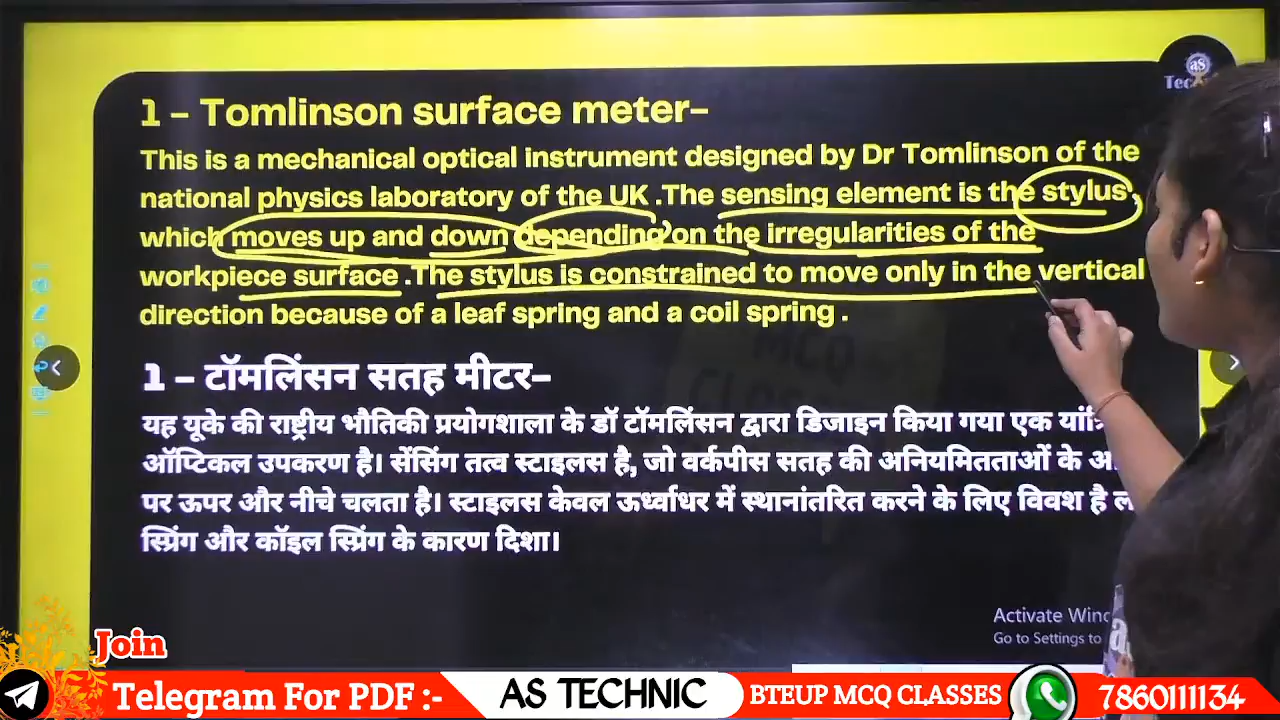 1 – Tomlinson surface meter–
This is a mechanical optical instrument designed by Dr Tomlinson of the
national physics laboratory of the UK .The sensing element is the stylus,
which moves up and down depending on the irregularities of the
workpiece surface .The stylus is constrained to move only in the vertical
direction because of a leaf spring and a coil spring .
1 – टॉमलिंसन सतह मीटर–
यह यूके की राष्ट्रीय भौतिकी प्रयोगशाला के डॉ टॉमलिंसन द्वारा डिजाइन किया गया एक
ऑप्टिकल उपकरण है। सेंसिंग तत्व स्टाइलस है, जो वर्कपीस सतह की अनियमितताओं के
पर ऊपर और नीचे चलता है। स्टाइलस केवल ऊर्ध्वाधर में स्थानांतरित करने के लिए विवश है
स्प्रिंग और कॉइल स्प्रिंग के कारण दिशा।
Activate
Go to Settings to
Join
Telegram For PDF :- AS TECHNIC BTEUP MCQ CLASSES 7860111134